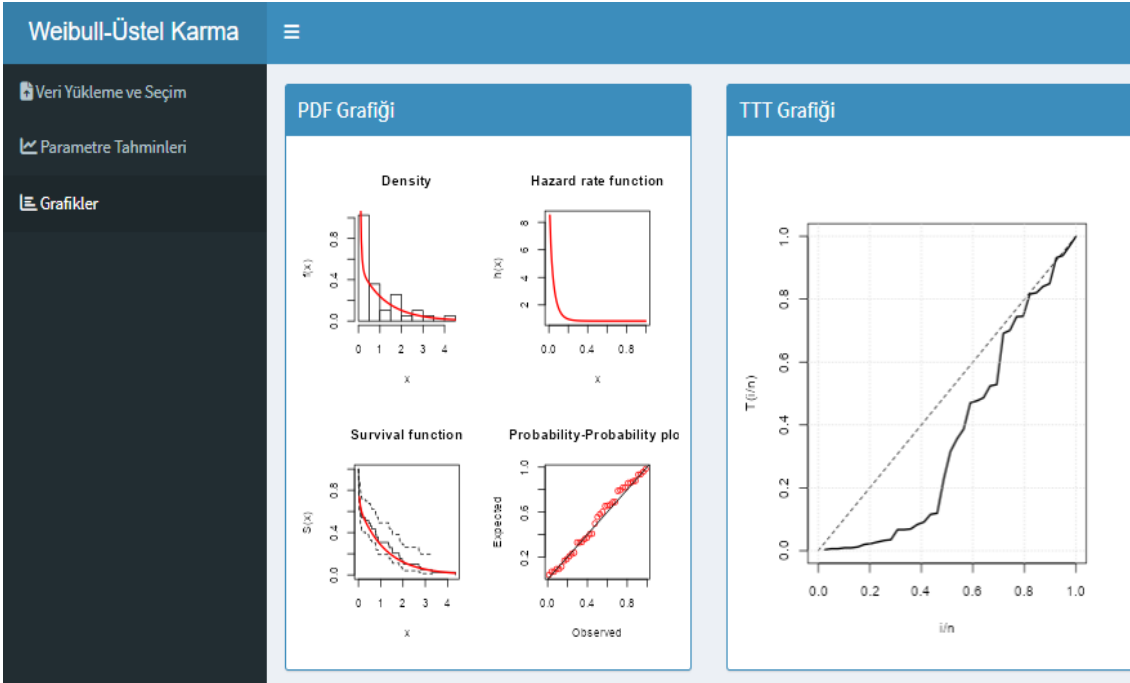 Weibull-Üstel Karma
Veri Yükleme ve Seçim
Parametre Tahminleri
Grafikler
PDF Grafiği
Density
f(x)
0.0 0.4 0.8
0 1 2 3 4
x
Hazard rate function
h(x)
2 4 6 8
0.0 0.4 0.8
x
Survival function
S(x)
0.0 0.4 0.8
0 1 2 3 4
x
Probability-Probability plo
Expected
0.2 0.6 1.0
0.0 0.4 0.8
Observed
TTT Grafiği
T(i/n)
0.0 0.2 0.4 0.6 0.8 1.0
0.0 0.2 0.4 0.6 0.8 1.0
i/n